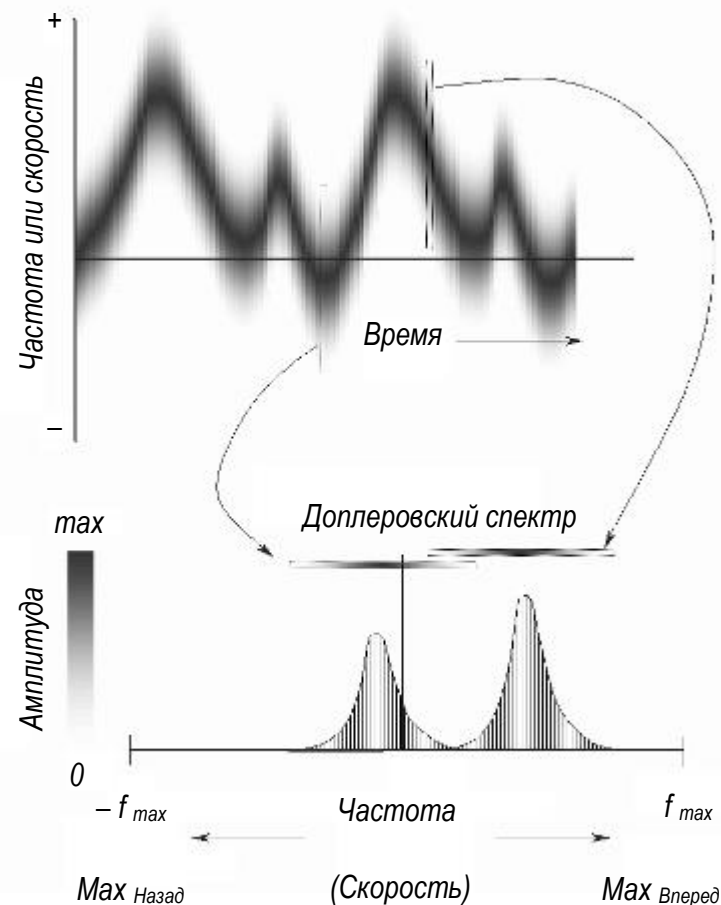 +
Частота или скорость
Время
–
Доплеровский спектр
max
Амплитуда
0
– f max
Частота
f max
Max Назад
(Скорость)
Max Вперед